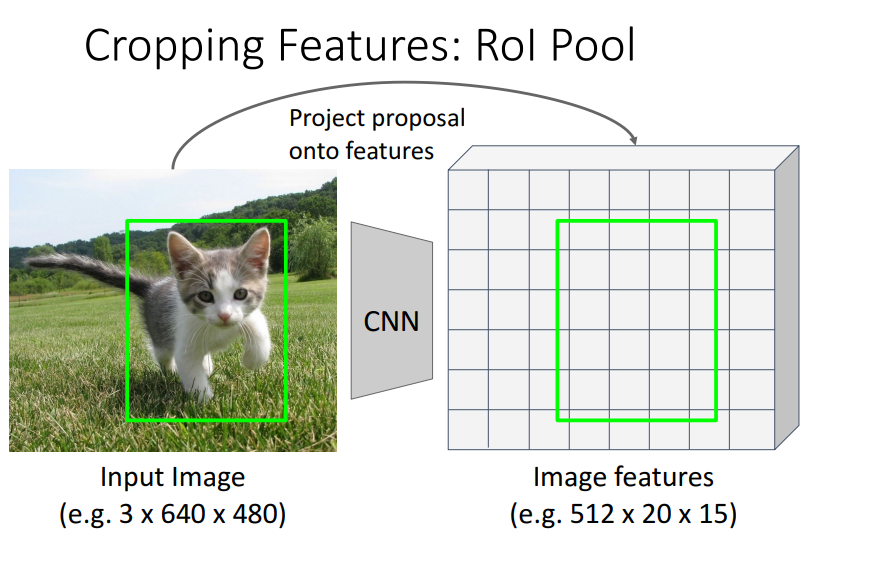 Cropping Features: RoI Pool
Project proposal
onto features
CNN
Input Image
(e.g. 3 x 640 x 480)
Image features
(e.g. 512 x 20 x 15)